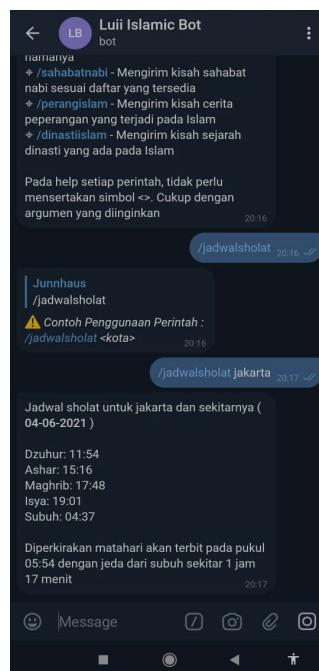 Luii Islamic Bot
LB
bot
namanya
⌖ /sahabatnabi - Mengirim kisah sahabat
nabi sesuai daftar yang tersedia
⌖ /perangislam - Mengirim kisah cerita
peperangan yang terjadi pada Islam
⌖ /dinastiislam - Mengirim kisah sejarah
dinasti yang ada pada Islam
Pada help setiap perintah, tidak perlu
mensertakan simbol <>. Cukup dengan
argumen yang diinginkan
20:16
/jadwalsholat 20:16
Junnhaus
/jadwalsholat
⚠ Contoh Penggunaan Perintah :
/jadwalsholat <kota>
20:16
/jadwalsholat jakarta 20:17
Jadwal sholat untuk jakarta dan sekitarnya (
04-06-2021 )
Dzuhur: 11:54
Ashar: 15:16
Maghrib: 17:48
Isya: 19:01
Subuh: 04:37
Diperkirakan matahari akan terbit pada pukul
05:54 dengan jeda dari subuh sekitar 1 jam
17 menit
20:17
Message